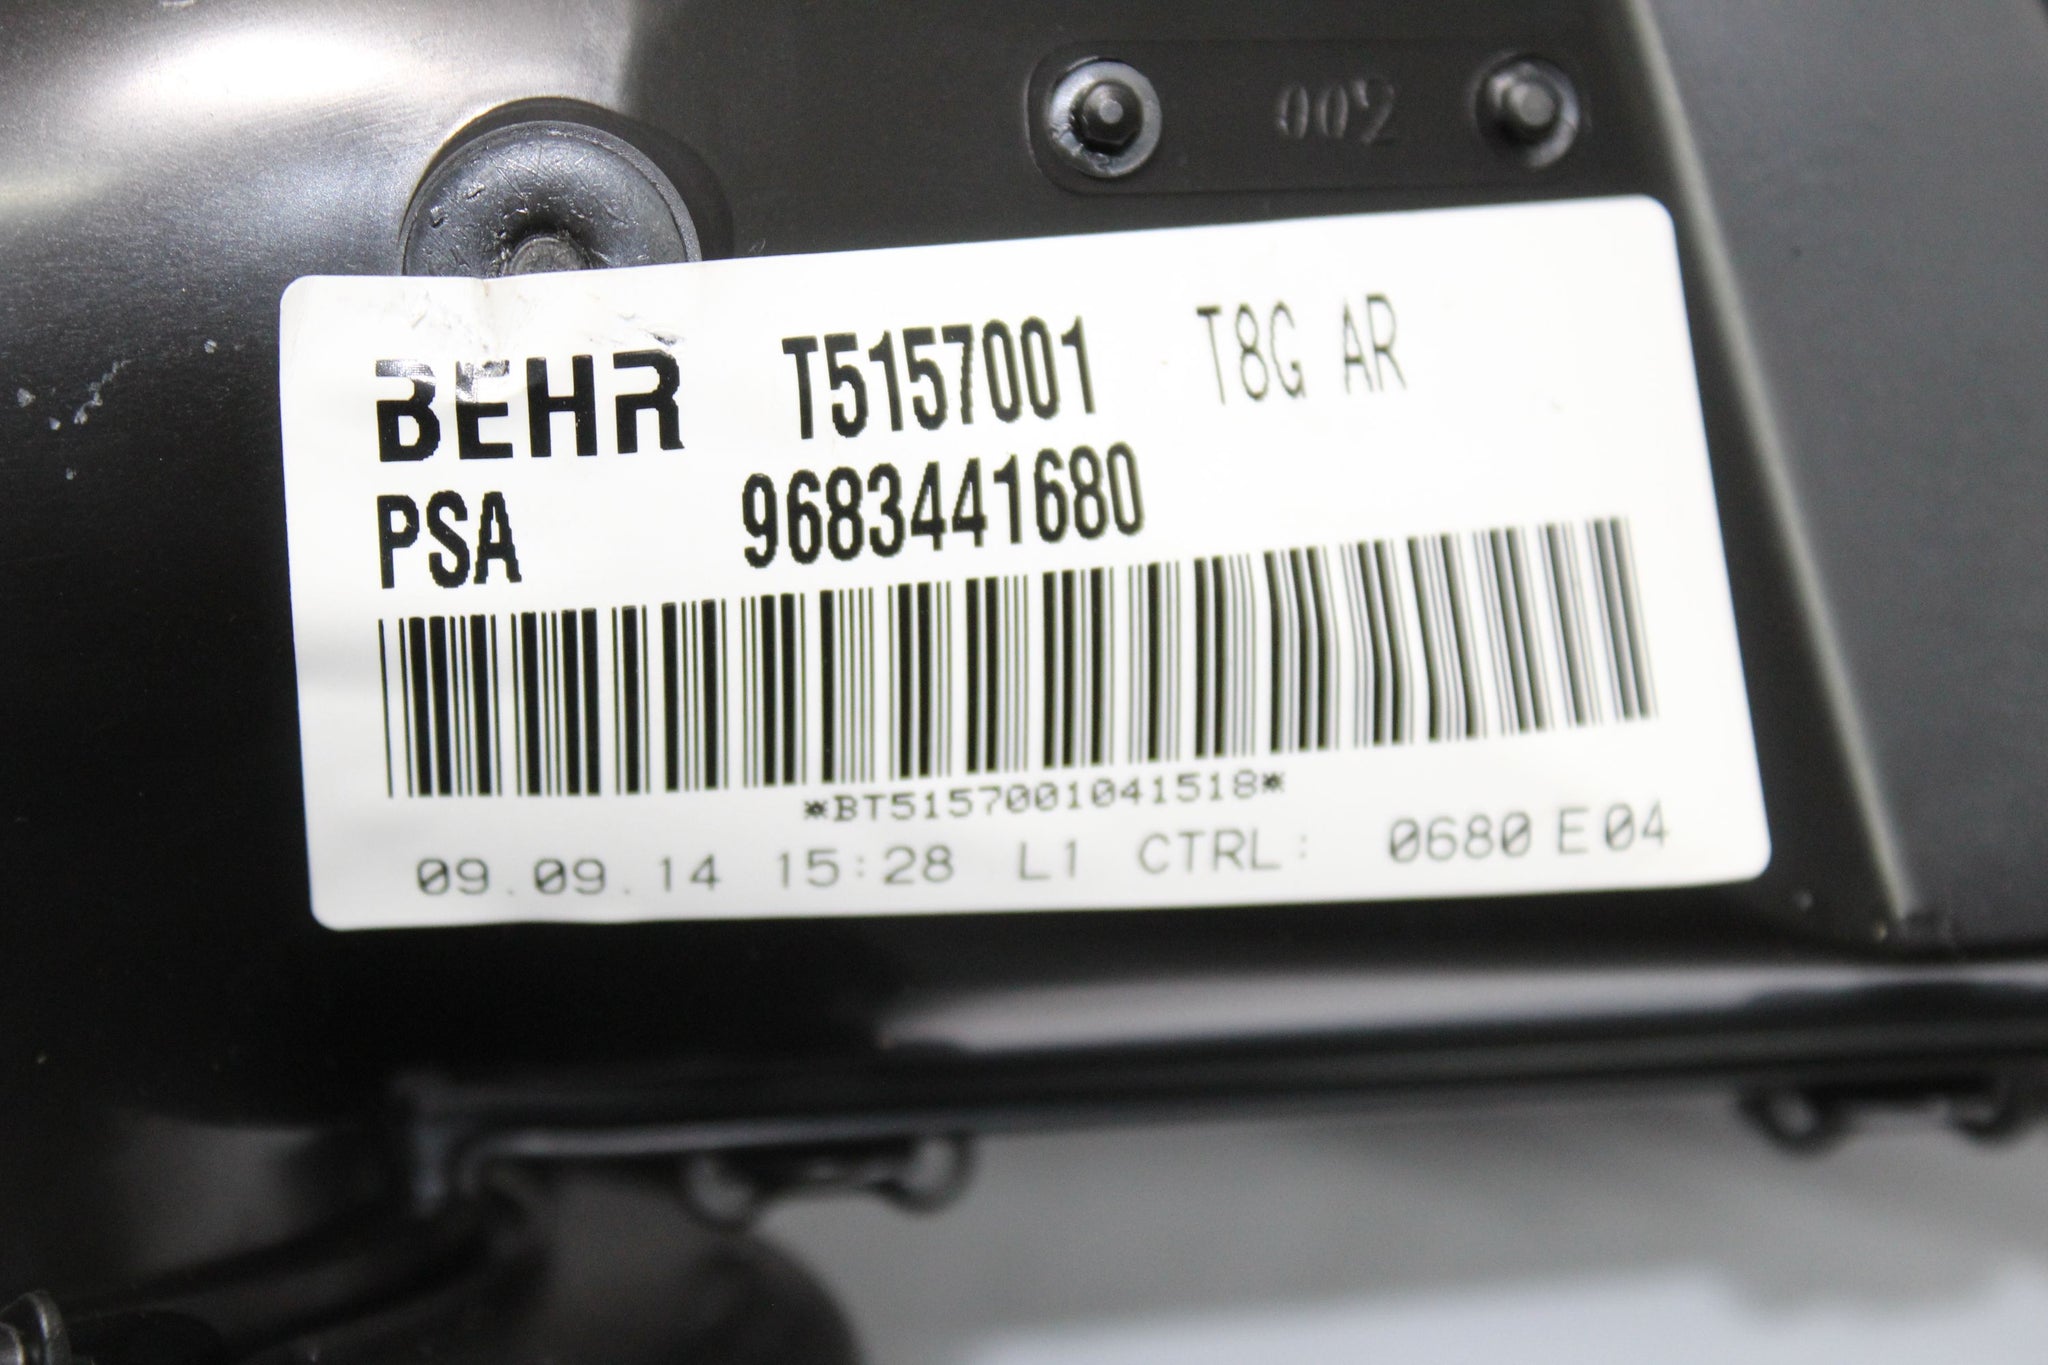 002
BEHR T5157001 T8G AR
PSA 9683441680
*BT5157001041518*
09.09.14 15:28 L1 CTRL: 0680 E04